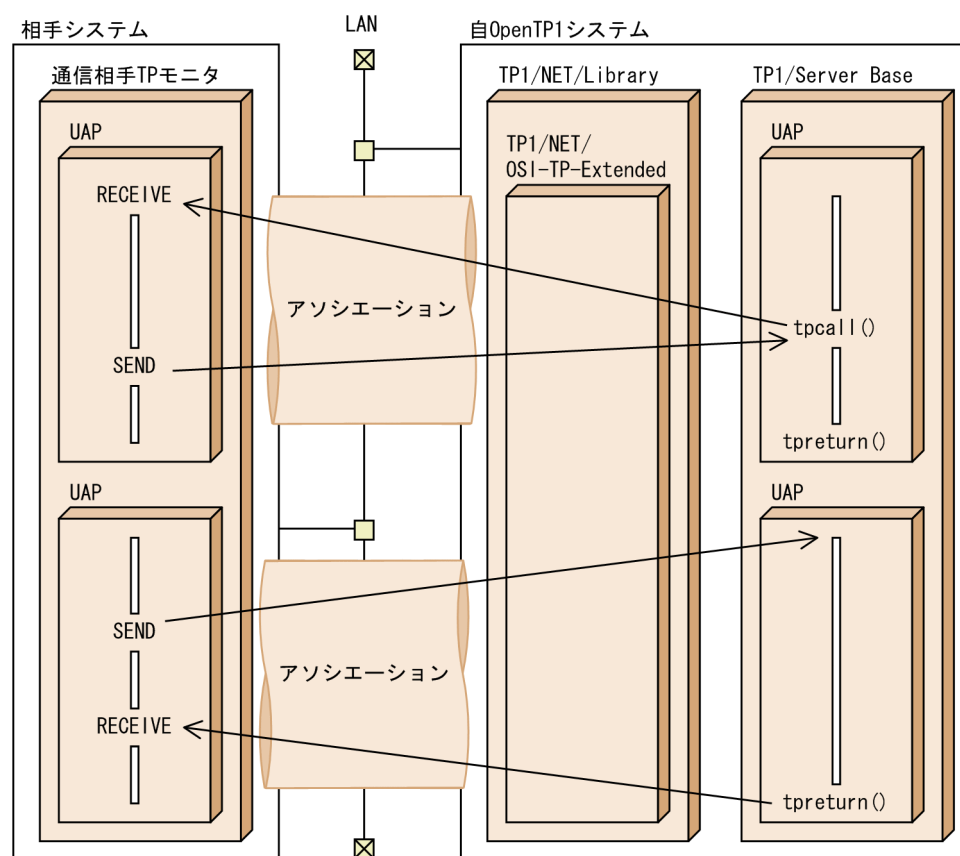 相手システム
LAN
自OpenTP1システム
通信相手TPモニタ
TP1/NET/Library
TP1/Server Base
UAP
TP1/NET/
OSI-TP-Extended
UAP
RECEIVE
アソシエーション
tpcall()
SEND
tpreturn()
UAP
UAP
SEND
アソシエーション
RECEIVE
tpreturn()